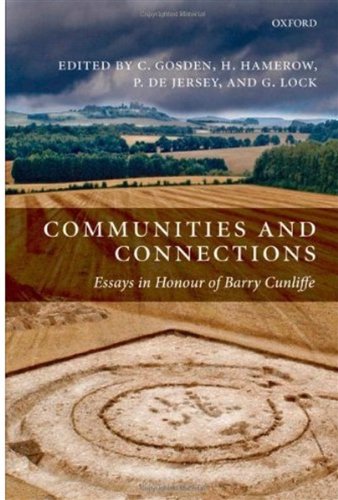 OXFORD
EDITED BY C. GOSDEN, H. HAMEROW,
P. DE JERSEY, AND G. LOCK
COMMUNITIES AND
CONNECTIONS
Essays in Honour of Barry Cunliffe